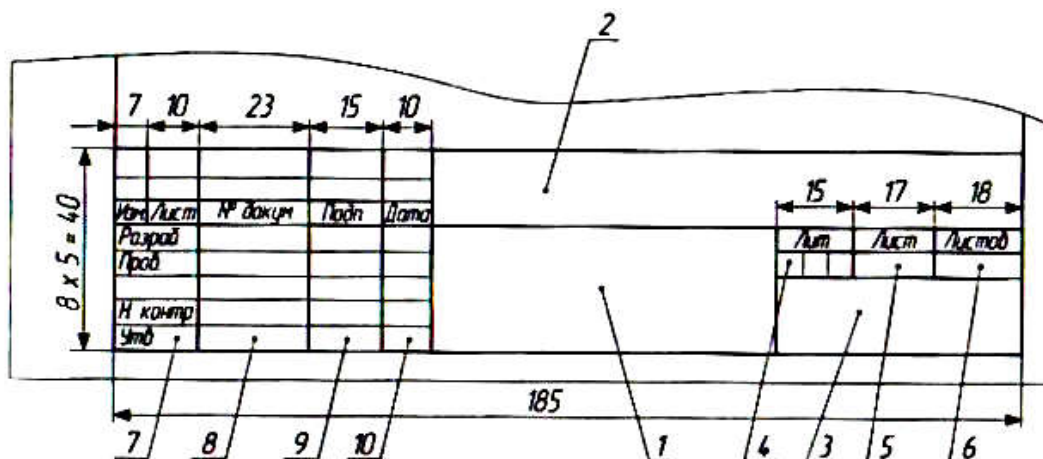 2
7 10 23 15 10
15 17 18
8 x 5 = 40
Изм Лист № докум Подп Дата
Разраб
Лит Лист Листов
Пров
Н контр
Утв
185
7 8 9 10 1 4 3 5 6